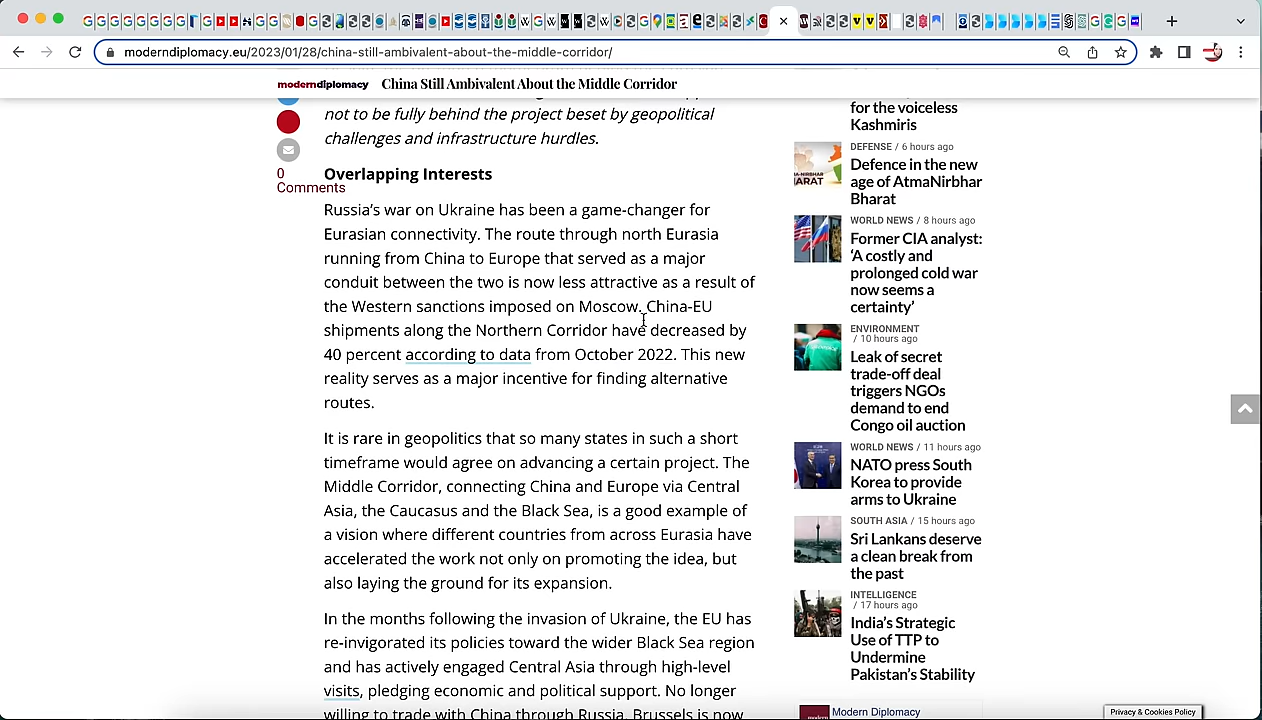 moderndiplomacy.eu/2023/01/28/china-still-ambivalent-about-the-middle-corridor/
moderndiplomacy
China Still Ambivalent About the Middle Corridor
not to be fully behind the project beset by geopolitical
challenges and infrastructure hurdles.
0
Comments
Overlapping Interests
Russia's war on Ukraine has been a game-changer for
Eurasian connectivity. The route through north Eurasia
running from China to Europe that served as a major
conduit between the two is now less attractive as a result of
the Western sanctions imposed on Moscow. China-EU
shipments along the Northern Corridor have decreased by
40 percent according to data from October 2022. This new
reality serves as a major incentive for finding alternative
routes.
It is rare in geopolitics that so many states in such a short
timeframe would agree on advancing a certain project. The
Middle Corridor, connecting China and Europe via Central
Asia, the Caucasus and the Black Sea, is a good example of
a vision where different countries from across Eurasia have
accelerated the work not only on promoting the idea, but
also laying the ground for its expansion.
In the months following the invasion of Ukraine, the EU has
re-invigorated its policies toward the wider Black Sea region
and has actively engaged Central Asia through high-level
visits, pledging economic and political support. No longer
willing to trade with China through Russia, Brussels is now
for the voiceless
Kashmiris
DEFENSE / 6 hours ago
Defence in the new
age of AtmaNirbhar
Bharat
WORLD NEWS / 8 hours ago
Former CIA analyst:
‘A costly and
prolonged cold war
now seems a
certainty’
ENVIRONMENT
/ 10 hours ago
Leak of secret
trade-off deal
triggers NGOs
demand to end
Congo oil auction
WORLD NEWS / 11 hours ago
NATO press South
Korea to provide
arms to Ukraine
SOUTH ASIA / 15 hours ago
Sri Lankans deserve
a clean break from
the past
INTELLIGENCE
/ 17 hours ago
India's Strategic
Use of TTP to
Undermine
Pakistan's Stability
Modern Diplomacy
Privacy & Cookies Policy